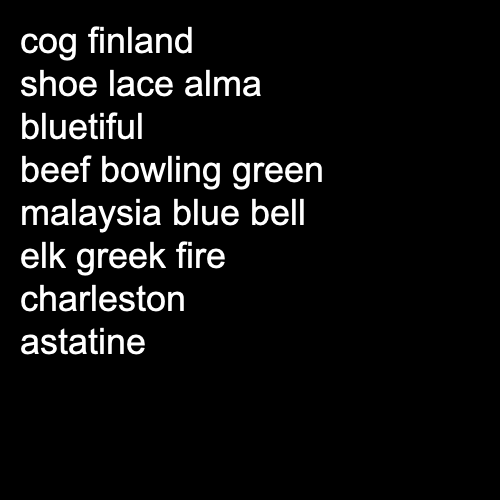 cog finland
shoe lace alma
bluetiful
beef bowling green
malaysia blue bell
elk greek fire
charleston
astatine